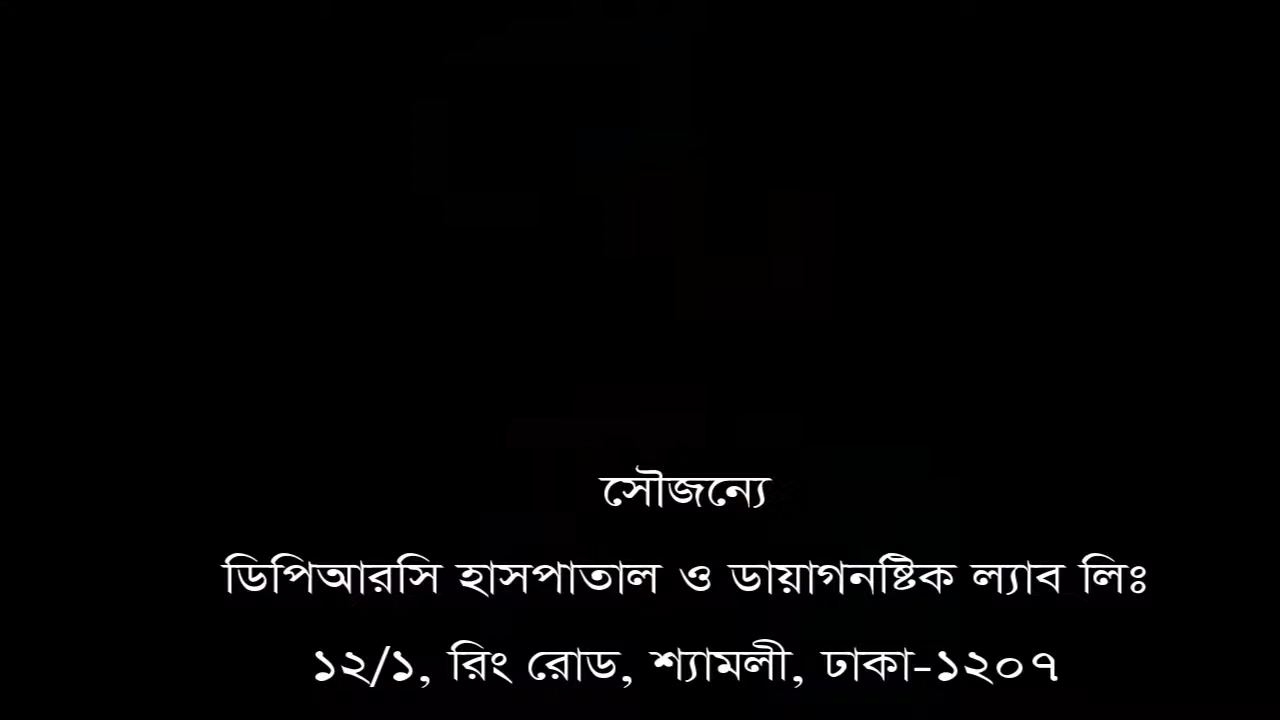 সৌজন্যে
ডিপিআরসি হাসপাতাল ও ডায়াগনষ্টিক ল্যাব লিঃ
১২/১, রিং রোড, শ্যামলী, ঢাকা-১২০৭